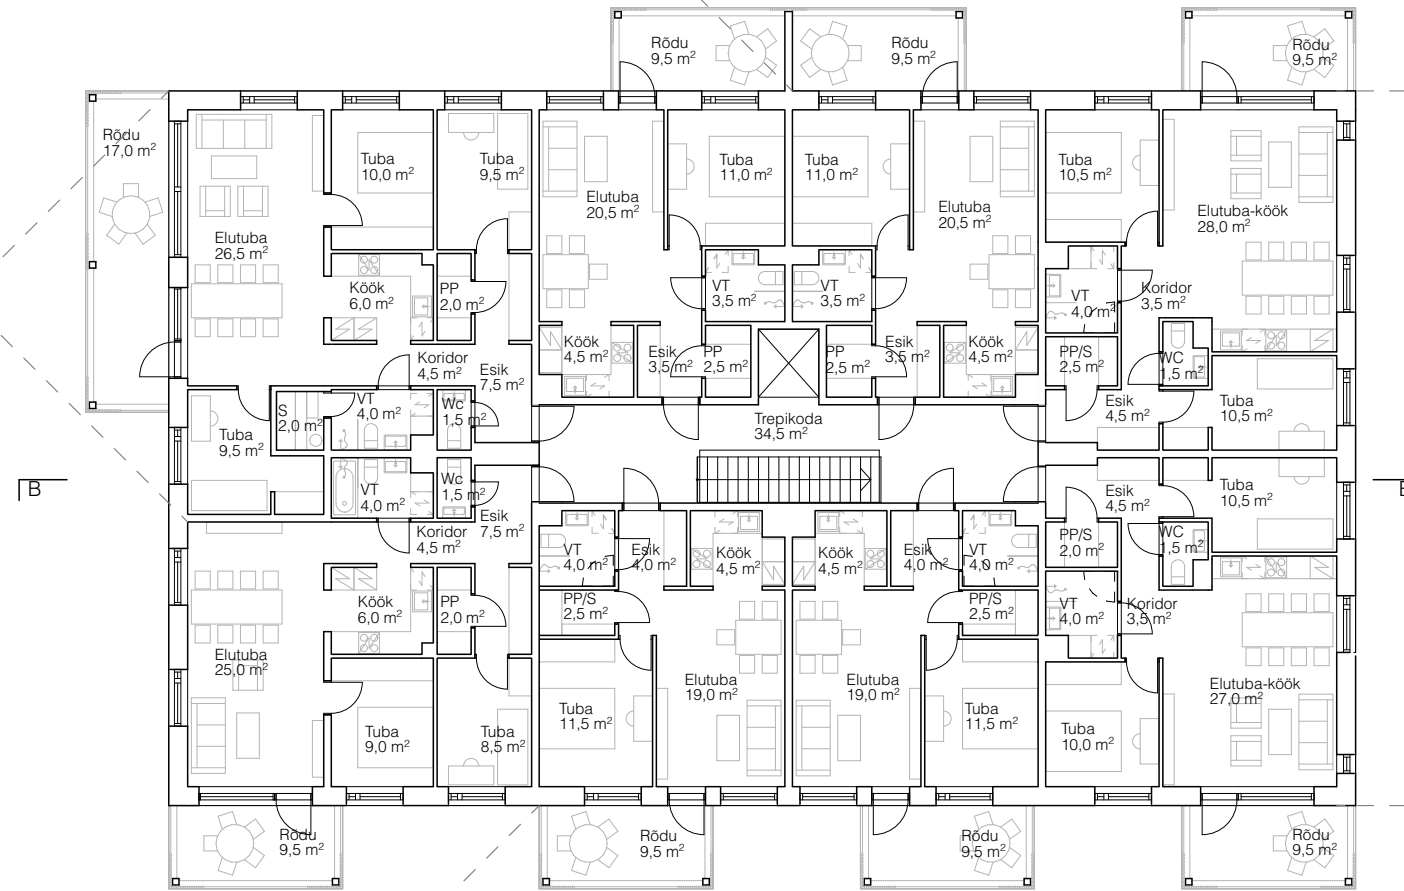 Rõdu
9,5 m²
Rõdu
9,5 m²
Rõdu
9,5 m²
Rõdu
17,0 m²
Tuba
10,0 m²
Tuba
9,5 m²
Elutuba
20,5 m²
Tuba
11,0 m²
Tuba
11,0 m²
Elutuba
20,5 m²
Tuba
10,5 m²
Elutuba-köök
28,0 m²
Elutuba
26,5 m²
Köök
6,0 m²
PP
2,0 m²
VT
3,5 m²
VT
3,5 m²
VT
4,0 m²
Koridor
3,5 m²
Köök
4,5 m²
Esik
3,5 m²
PP
2,5 m²
PP
2,5 m²
Esik
3,5 m²
Köök
4,5 m²
PP/S
2,5 m²
WC
1,5 m²
Koridor
4,5 m²
Esik
7,5 m²
S
2,0 m²
VT
4,0 m²
Wc
1,5 m²
Trepikoda
34,5 m²
Esik
4,5 m²
Tuba
10,5 m²
Tuba
9,5 m²
B
VT
4,0 m²
Wc
1,5 m²
Esik
7,5 m²
Koridor
4,5 m²
Esik
4,5 m²
Tuba
10,5 m²
VT
4,0 m²
Esik
4,0 m²
Köök
4,5 m²
Köök
4,5 m²
Esik
4,0 m²
VT
4,0 m²
PP/S
2,0 m²
WC
1,5 m²
Köök
6,0 m²
PP
2,0 m²
PP/S
2,5 m²
PP/S
2,5 m²
VT
4,0 m²
Koridor
3,5 m²
Elutuba
25,0 m²
Elutuba
19,0 m²
Elutuba
19,0 m²
Elutuba-köök
27,0 m²
Tuba
9,0 m²
Tuba
8,5 m²
Tuba
11,5 m²
Tuba
11,5 m²
Tuba
10,0 m²
Rõdu
9,5 m²
Rõdu
9,5 m²
Rõdu
9,5 m²
Rõdu
9,5 m²